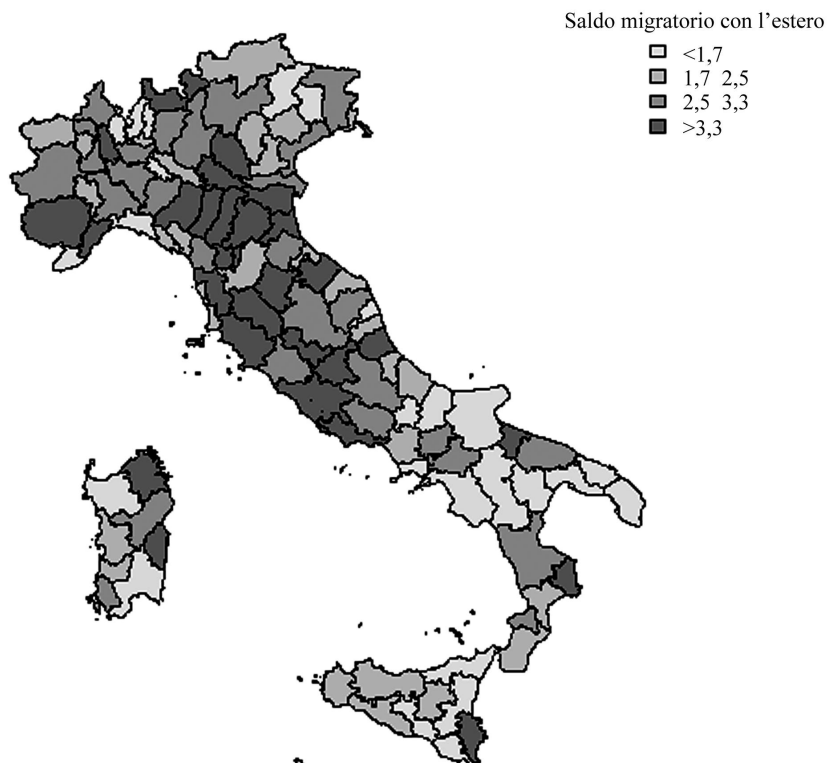 Saldo migratorio con l’estero
<1,7
1,7 2,5
2,5 3,3
>3,3